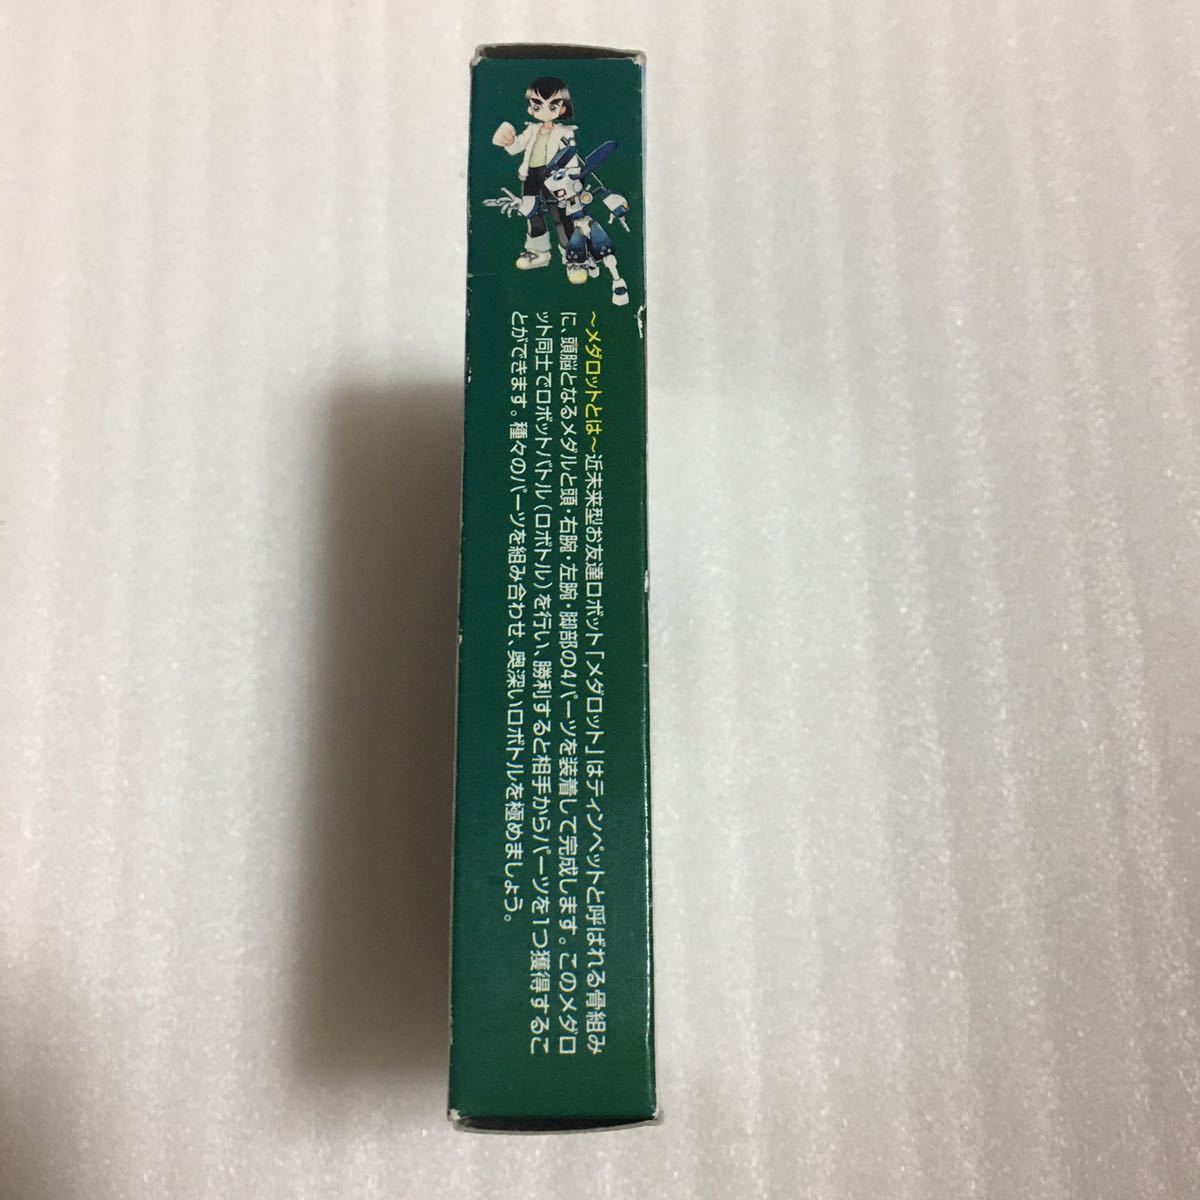 ～メダロットとは～近未来型お友達ロボット「メダロット」はティンペットと呼ばれる骨組み
に、頭脳となるメダルと頭・右腕・左腕・脚部の4パーツを装着して完成します。このメダロ
ット同士でロボットバトル(ロボトル)を行い、勝利すると相手からパーツを1つ獲得するこ
とができます。種々のパーツを組み合わせ、奥深いロボトルを極めましょう。